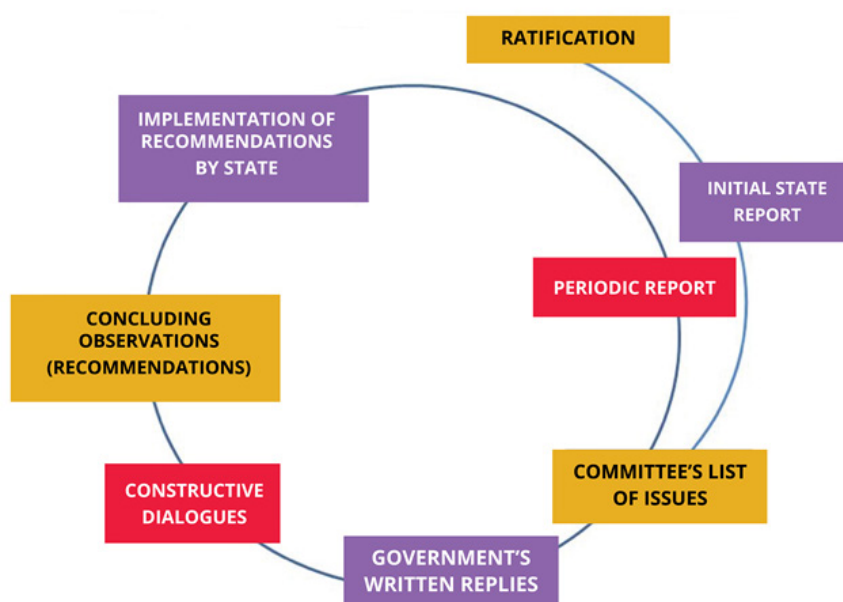 RATIFICATION
IMPLEMENTATION OF
RECOMMENDATIONS
BY STATE
INITIAL STATE
REPORT
PERIODIC REPORT
CONCLUDING
OBSERVATIONS
(RECOMMENDATIONS)
COMMITTEE’S LIST
OF ISSUES
CONSTRUCTIVE
DIALOGUES
GOVERNMENT’S
WRITTEN REPLIES